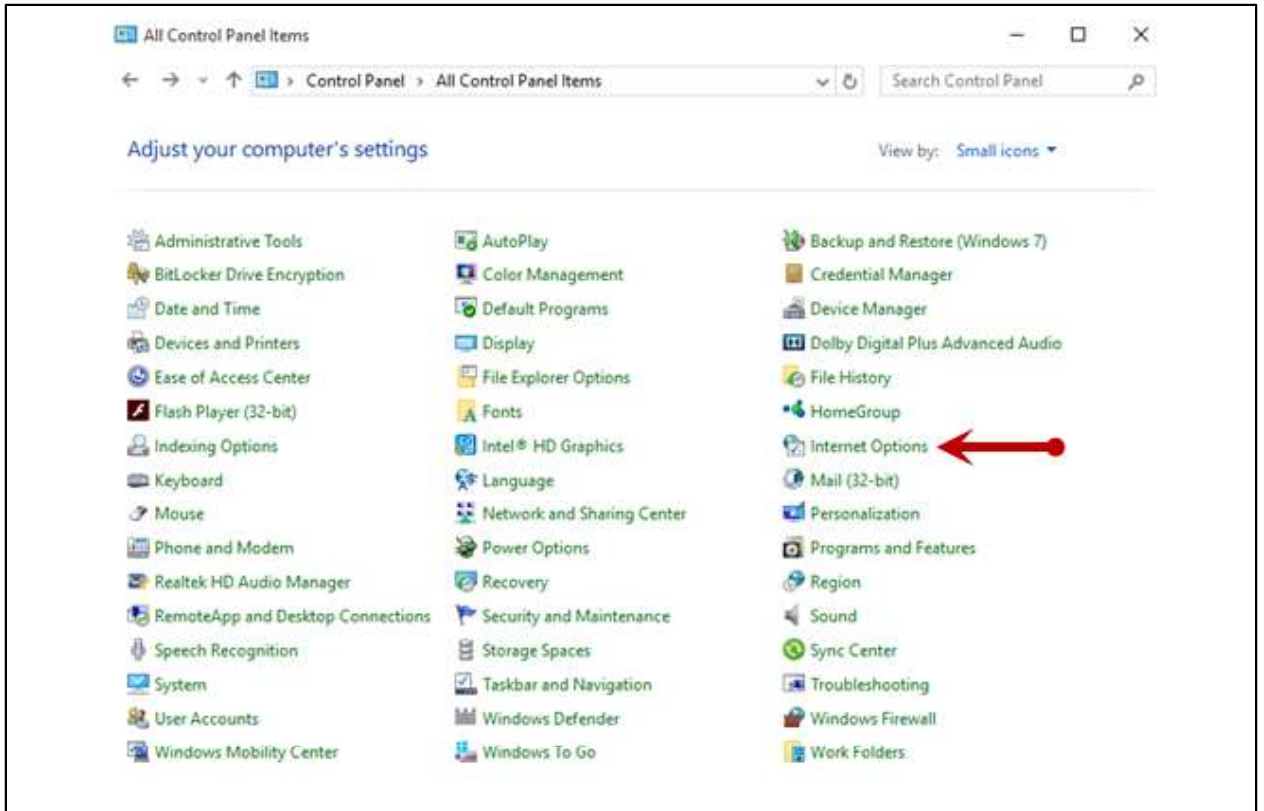 All Control Panel Items
Control Panel > All Control Panel Items Search Control Panel
Adjust your computer's settings View by: Small icons
Administrative Tools AutoPlay Backup and Restore (Windows 7)
BitLocker Drive Encryption Color Management Credential Manager
Date and Time Default Programs Device Manager
Devices and Printers Display Dolby Digital Plus Advanced Audio
Ease of Access Center File Explorer Options File History
Flash Player (32-bit) Fonts HomeGroup
Indexing Options Intel® HD Graphics Internet Options
Keyboard Language Mail (32-bit)
Mouse Network and Sharing Center Personalization
Phone and Modem Power Options Programs and Features
Realtek HD Audio Manager Recovery Region
RemoteApp and Desktop Connections Security and Maintenance Sound
Speech Recognition Storage Spaces Sync Center
System Taskbar and Navigation Troubleshooting
User Accounts Windows Defender Windows Firewall
Windows Mobility Center Windows To Go Work Folders